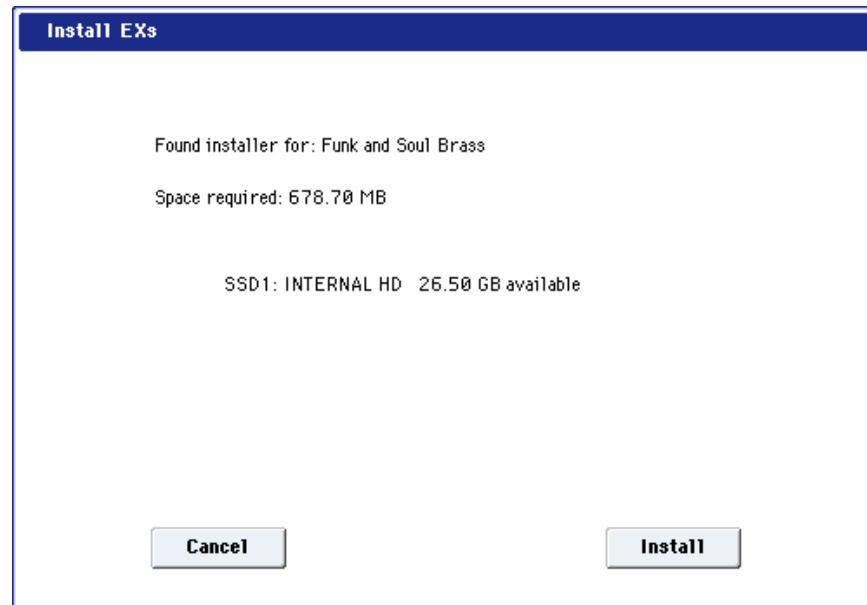 Install EXs
Found installer for: Funk and Soul Brass
Space required: 678.70 MB
SSD1: INTERNAL HD 26.50 GB available
Cancel
Install